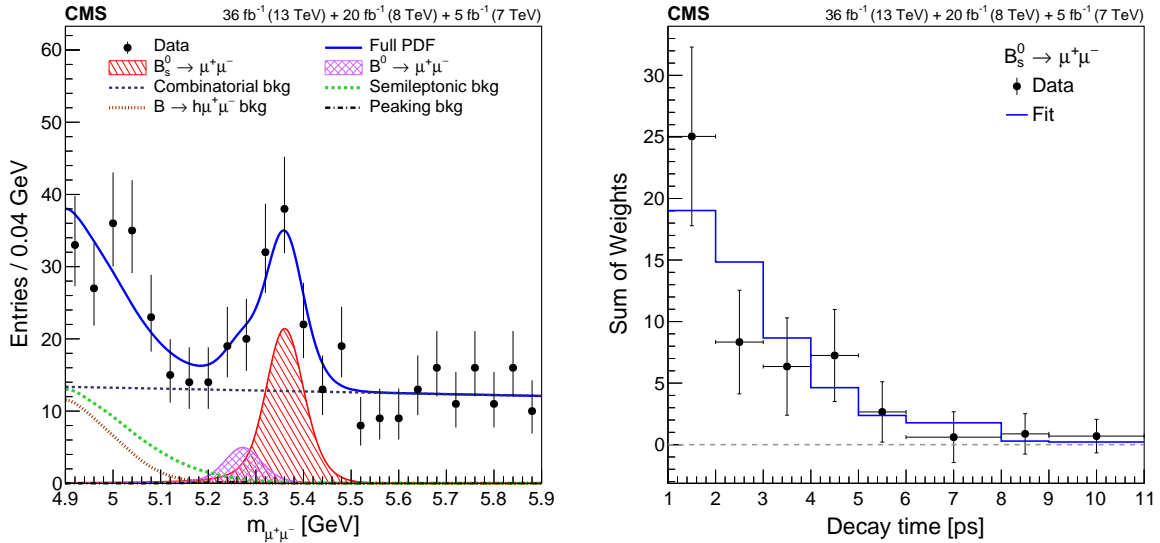 CMS
36 fb⁻¹ (13 TeV) + 20 fb⁻¹ (8 TeV) + 5 fb⁻¹ (7 TeV)
Entries / 0.04 GeV
60
50
40
30
20
10
0
Data
Full PDF
B⁰ₛ → μ⁺μ⁻
B⁰ → μ⁺μ⁻
Combinatorial bkg
Semileptonic bkg
B → hμ⁺μ⁻ bkg
Peaking bkg
4.9 5 5.1 5.2 5.3 5.4 5.5 5.6 5.7 5.8 5.9
m_μ⁺μ⁻ [GeV]
CMS
36 fb⁻¹ (13 TeV) + 20 fb⁻¹ (8 TeV) + 5 fb⁻¹ (7 TeV)
Sum of Weights
35
30
25
20
15
10
5
0
B⁰ₛ → μ⁺μ⁻
Data
Fit
1 2 3 4 5 6 7 8 9 10 11
Decay time [ps]